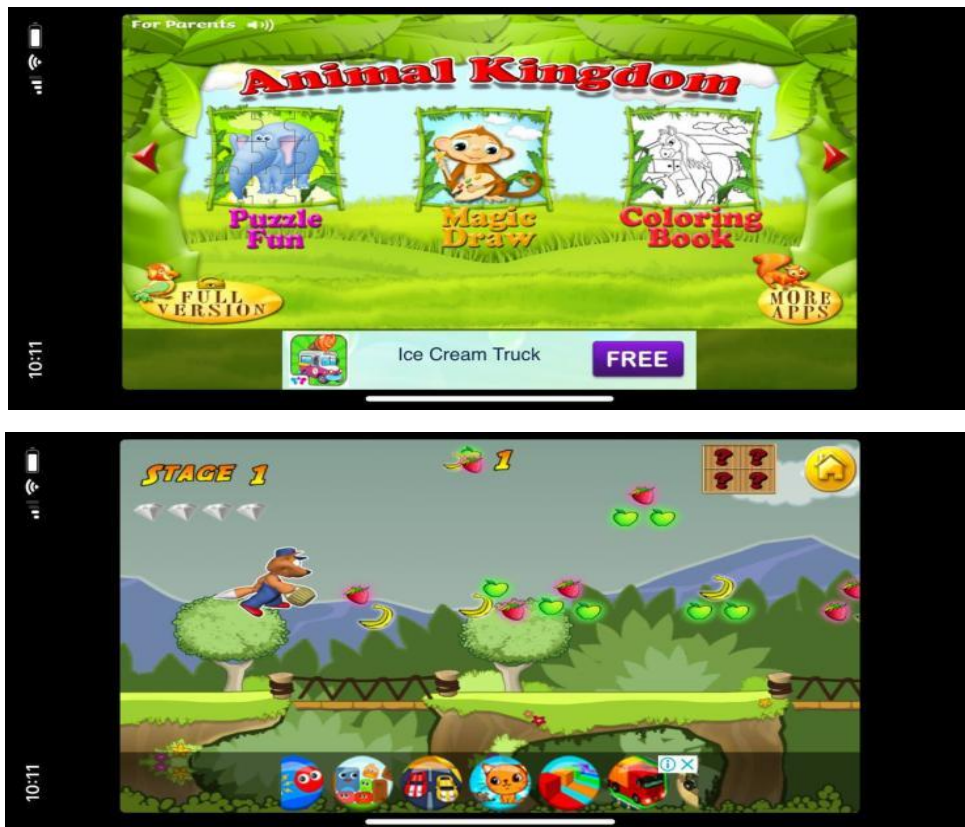 For Parents
Animal Kingdom
Puzzle
Fun
Magic
Draw
Coloring
Book
FULL
VERSION
MORE
APPS
Ice Cream Truck
FREE
10:11
STAGE 1
1
? ?
? ?
10:11